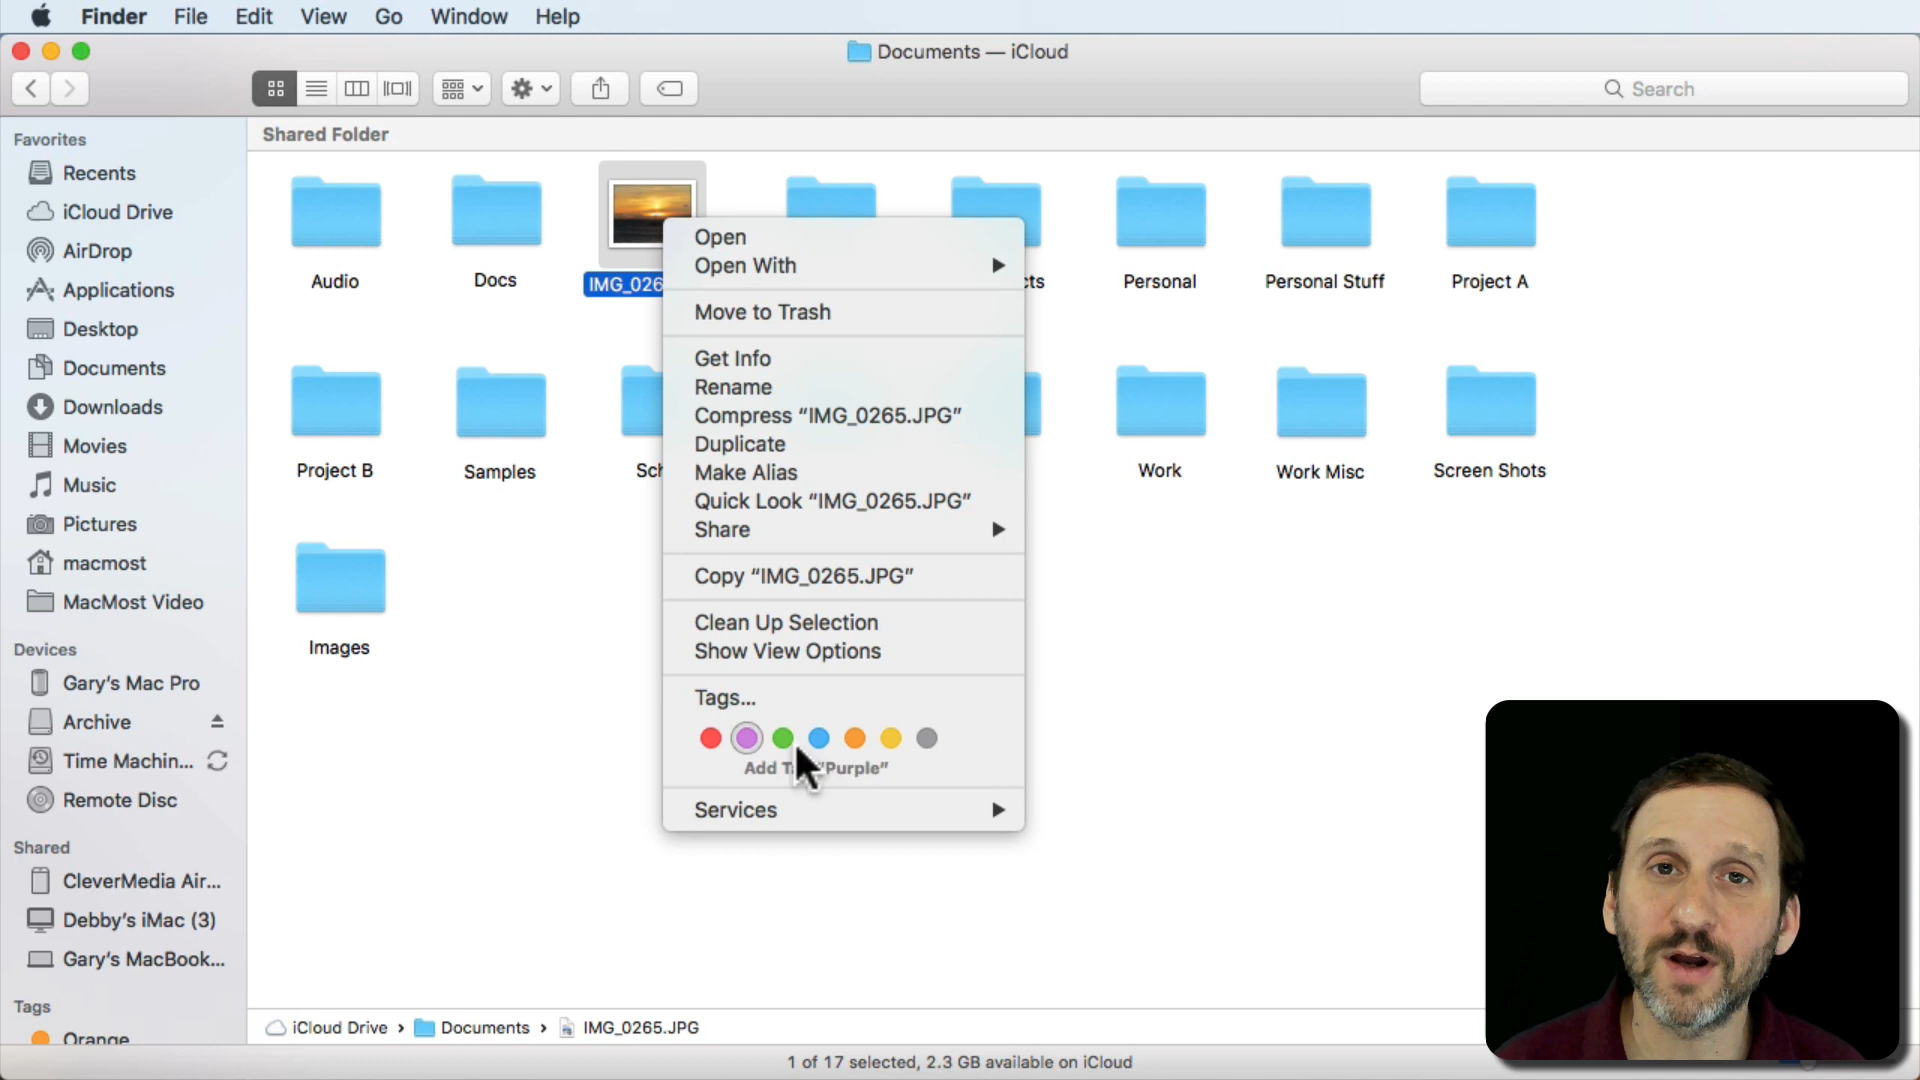 Finder File Edit View Go Window Help
Documents — iCloud
Search
Favorites
Recents
iCloud Drive
AirDrop
Applications
Desktop
Documents
Downloads
Movies
Music
Pictures
macmost
MacMost Video
Devices
Gary's Mac Pro
Archive
Time Machin...
Remote Disc
Shared
CleverMedia Air...
Debby's iMac (3)
Gary's MacBook...
Tags
Orange
Shared Folder
Audio
Docs
IMG_026
cts
Personal
Personal Stuff
Project A
Project B
Samples
Sch
Work
Work Misc
Screen Shots
Images
Open
Open With
Move to Trash
Get Info
Rename
Compress “IMG_0265.JPG”
Duplicate
Make Alias
Quick Look “IMG_0265.JPG”
Share
Copy “IMG_0265.JPG”
Clean Up Selection
Show View Options
Tags...
Add “Purple”
Services
iCloud Drive › Documents › IMG_0265.JPG
1 of 17 selected, 2.3 GB available on iCloud